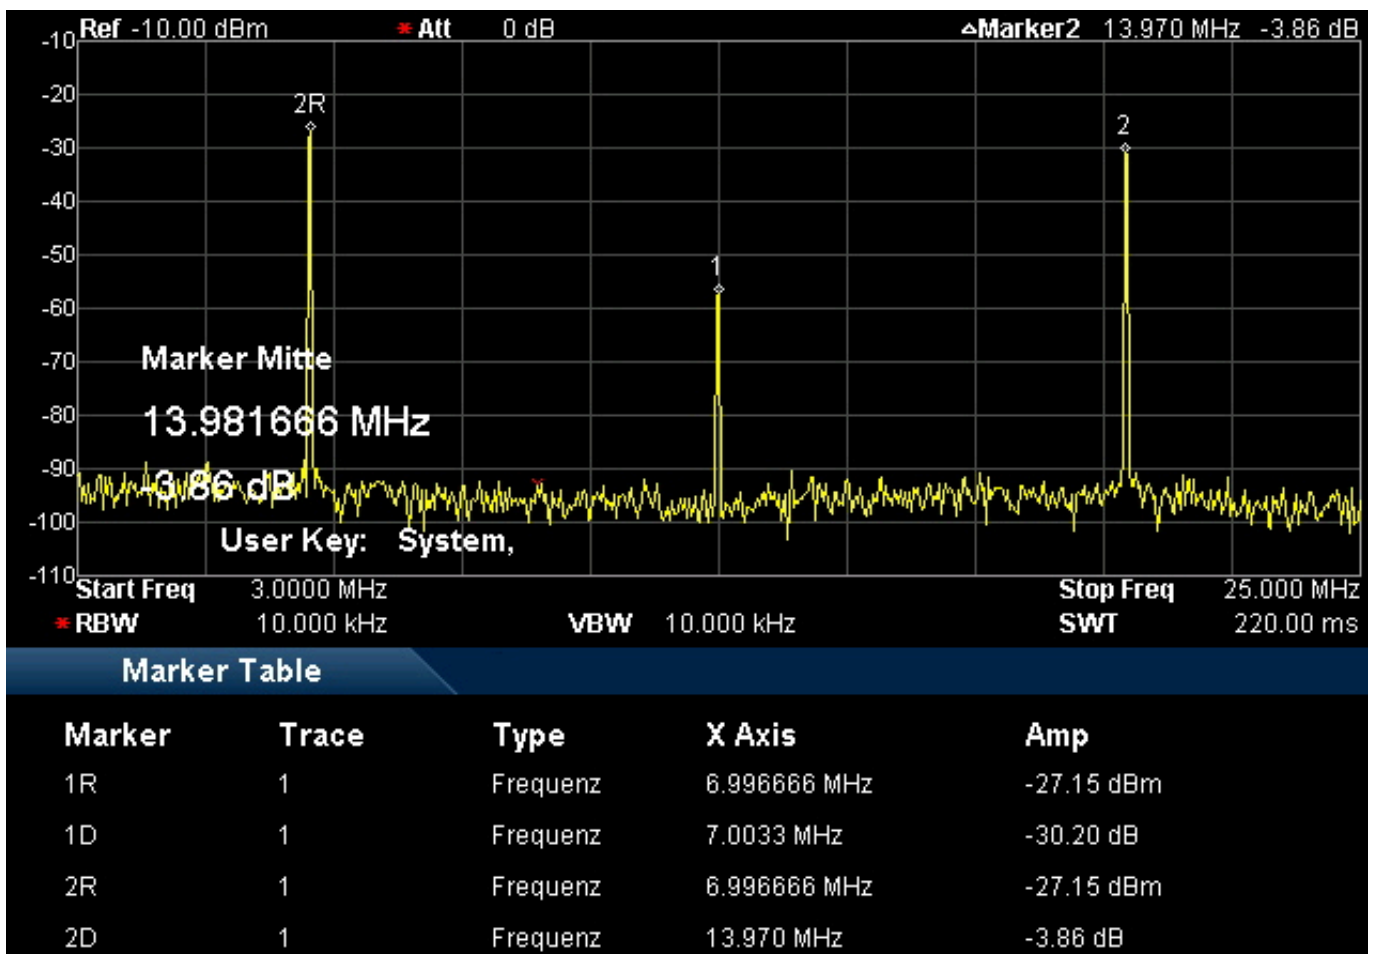 Ref -10.00 dBm * Att 0 dB ▵Marker2 13.970 MHz -3.86 dB
-10
-20
2R
2
-30
-40
-50
1
-60
-70
Marker Mitte
-80
13.981666 MHz
-90
-3.86 dB
-100
User Key: System,
-110
Start Freq 3.0000 MHz Stop Freq 25.000 MHz
* RBW 10.000 kHz VBW 10.000 kHz SWT 220.00 ms
Marker Table
Marker Trace Type X Axis Amp
1R 1 Frequenz 6.996666 MHz -27.15 dBm
1D 1 Frequenz 7.0033 MHz -30.20 dB
2R 1 Frequenz 6.996666 MHz -27.15 dBm
2D 1 Frequenz 13.970 MHz -3.86 dB